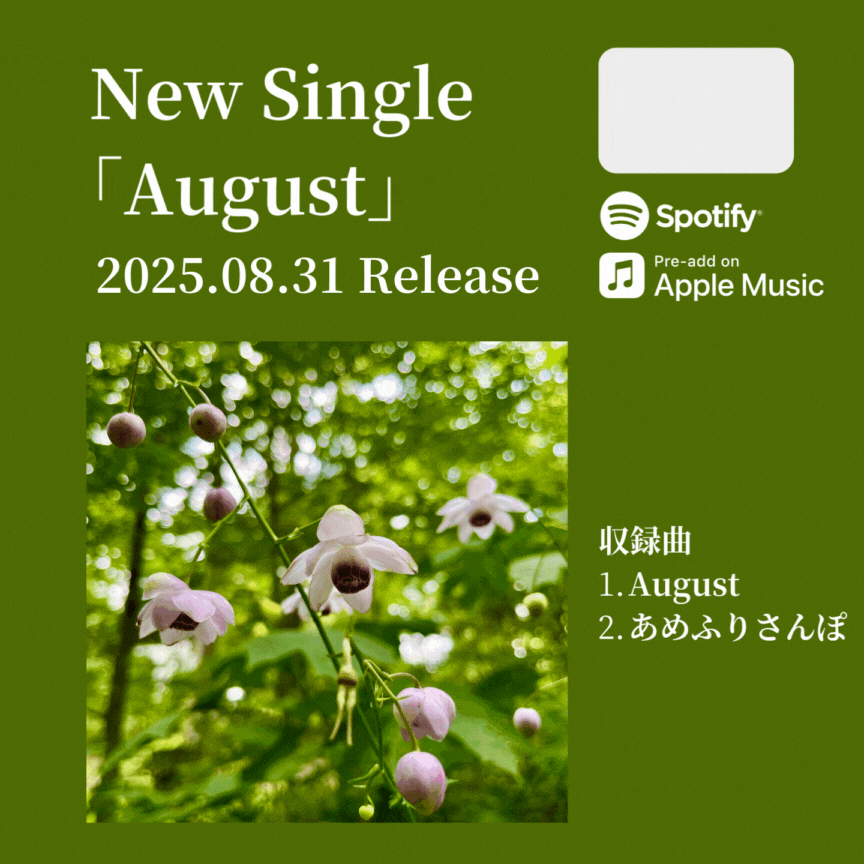 New Single
「August」
2025.08.31 Release
Spotify®
Pre-add on
Apple Music
収録曲
1. August
2. あめふりさんぽ